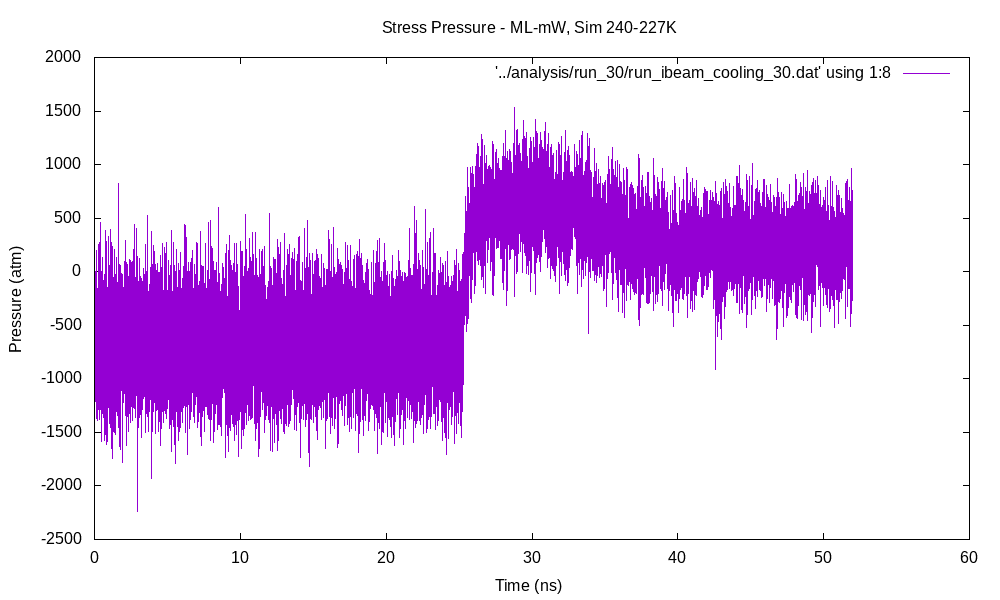 Stress Pressure - ML-mW, Sim 240-227K
'../analysis/run_30/run_ibeam_cooling_30.dat' using 1:8
2000
1500
1000
500
0
-500
-1000
-1500
-2000
-2500
Pressure (atm)
0 10 20 30 40 50 60
Time (ns)